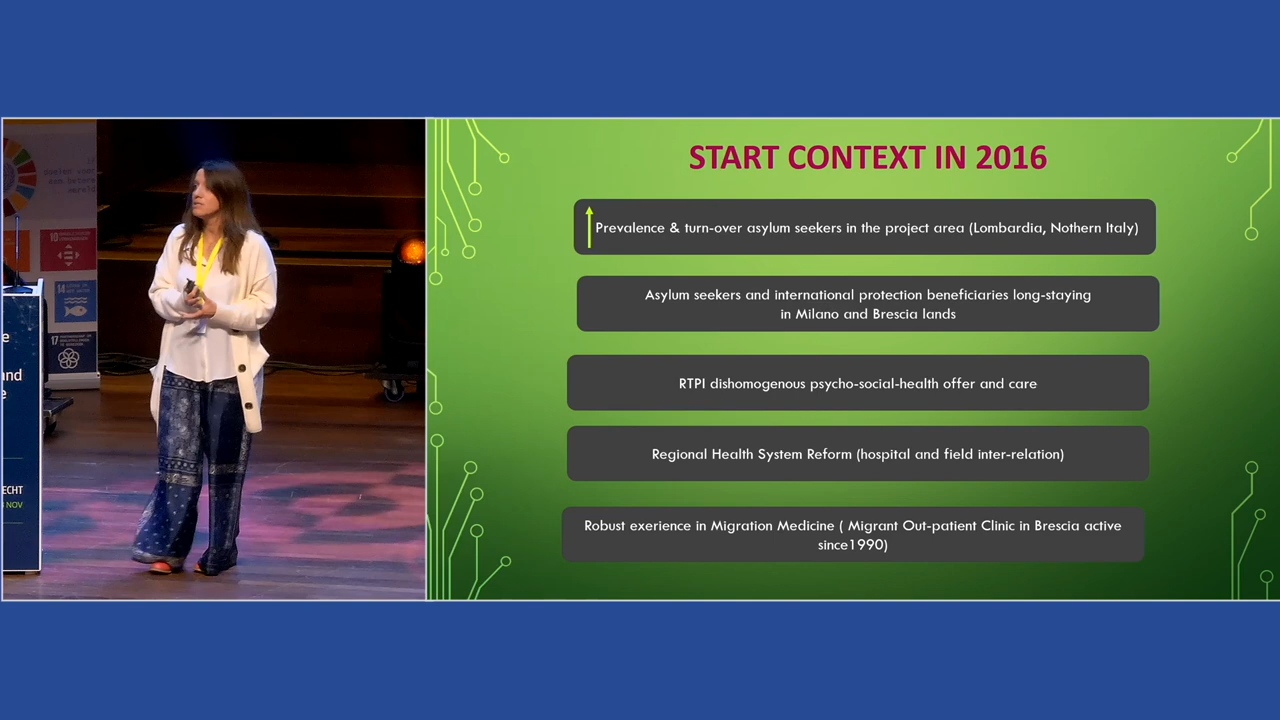 10
14
17
e
and
e
ECHT
NOV
START CONTEXT IN 2016
Prevalence & turn-over asylum seekers in the project area (Lombardia, Nothern Italy)
Asylum seekers and international protection beneficiaries long-staying
in Milano and Brescia lands
RTPI dishomogenous psycho-social-health offer and care
Regional Health System Reform (hospital and field inter-relation)
Robust exerience in Migration Medicine ( Migrant Out-patient Clinic in Brescia active
since1990)